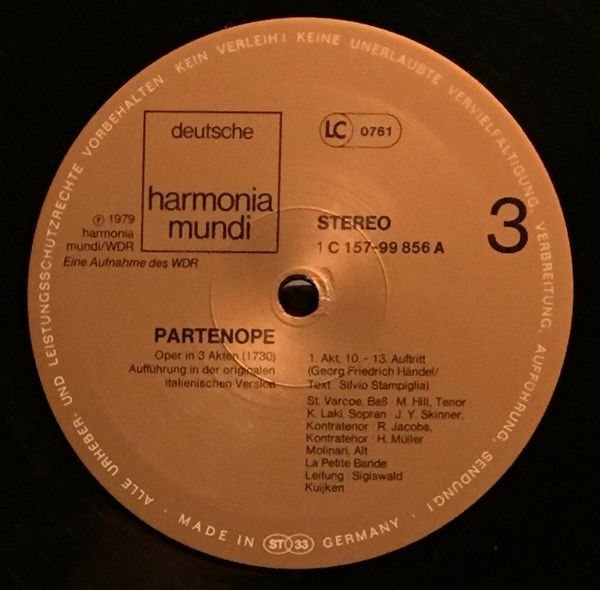 ALLE URHEBER- UND LEISTUNGSSCHUTZRECHTE VORBEHALTEN · KEIN VERLEIH! KEINE UNERLAUBTE VERVIELFÄLTIGUNG, VERBREITUNG, AUFFÜHRUNG, SENDUNG!
deutsche
harmonia
mundi
LC 0761
℗ 1979
harmonia
mundi/WDR
Eine Aufnahme des WDR
STEREO
1 C 157-99 856 A
3
PARTENOPE
Oper in 3 Akten (1730)
Aufführung in der originalen
italienischen Version
1. Akt, 10. - 13. Auftritt
(Georg Friedrich Händel/
Text: Silvio Stampiglia)
St. Varcoe, Baß · M. Hill, Tenor
K. Laki, Sopran · J. Y. Skinner,
Kontratenor · R. Jacobs,
Kontratenor · H. Müller
Molinari, Alt
La Petite Bande
Leitung: Sigiswald
Kuijken
· MADE IN ST 33 GERMANY ·